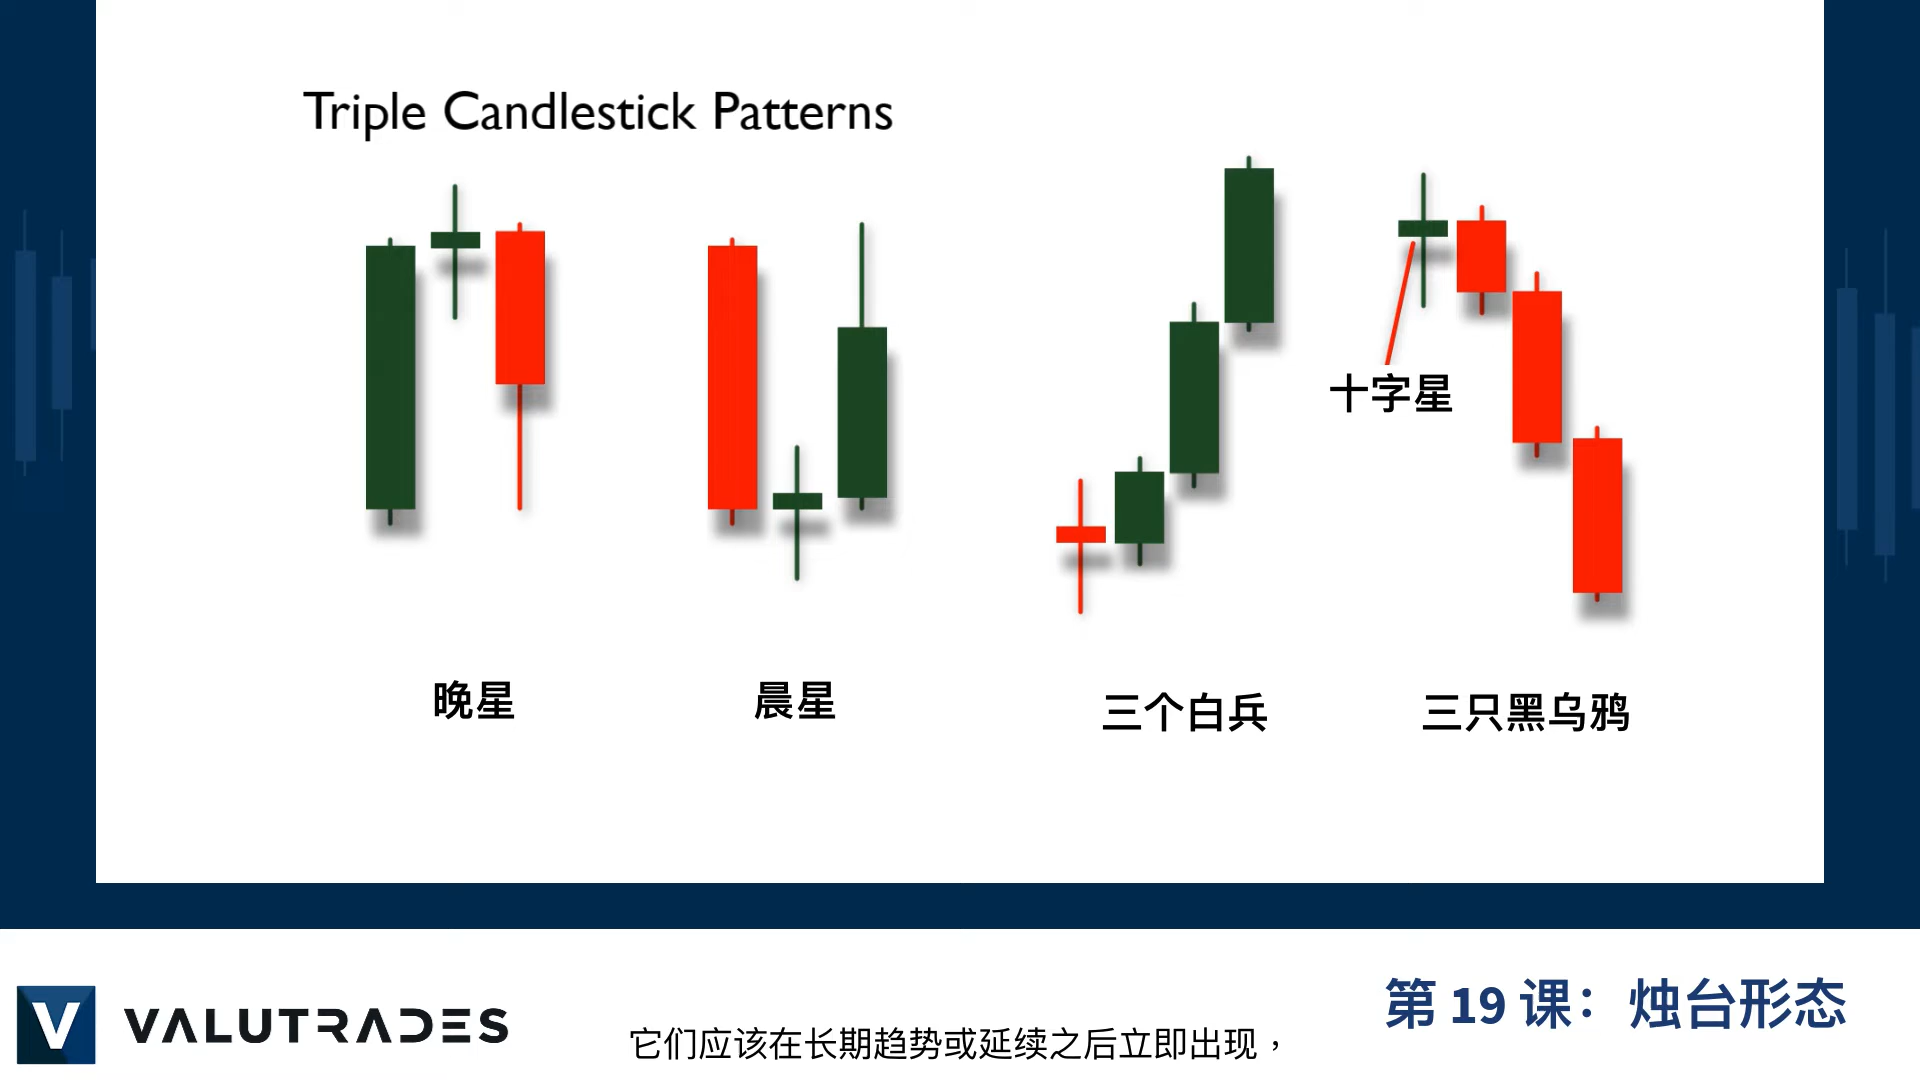 Triple Candlestick Patterns
十字星
晚星
晨星
三个白兵
三只黑乌鸦
第 19 课：烛台形态
V VALUTRADES
它们应该在长期趋势或延续之后立即出现，